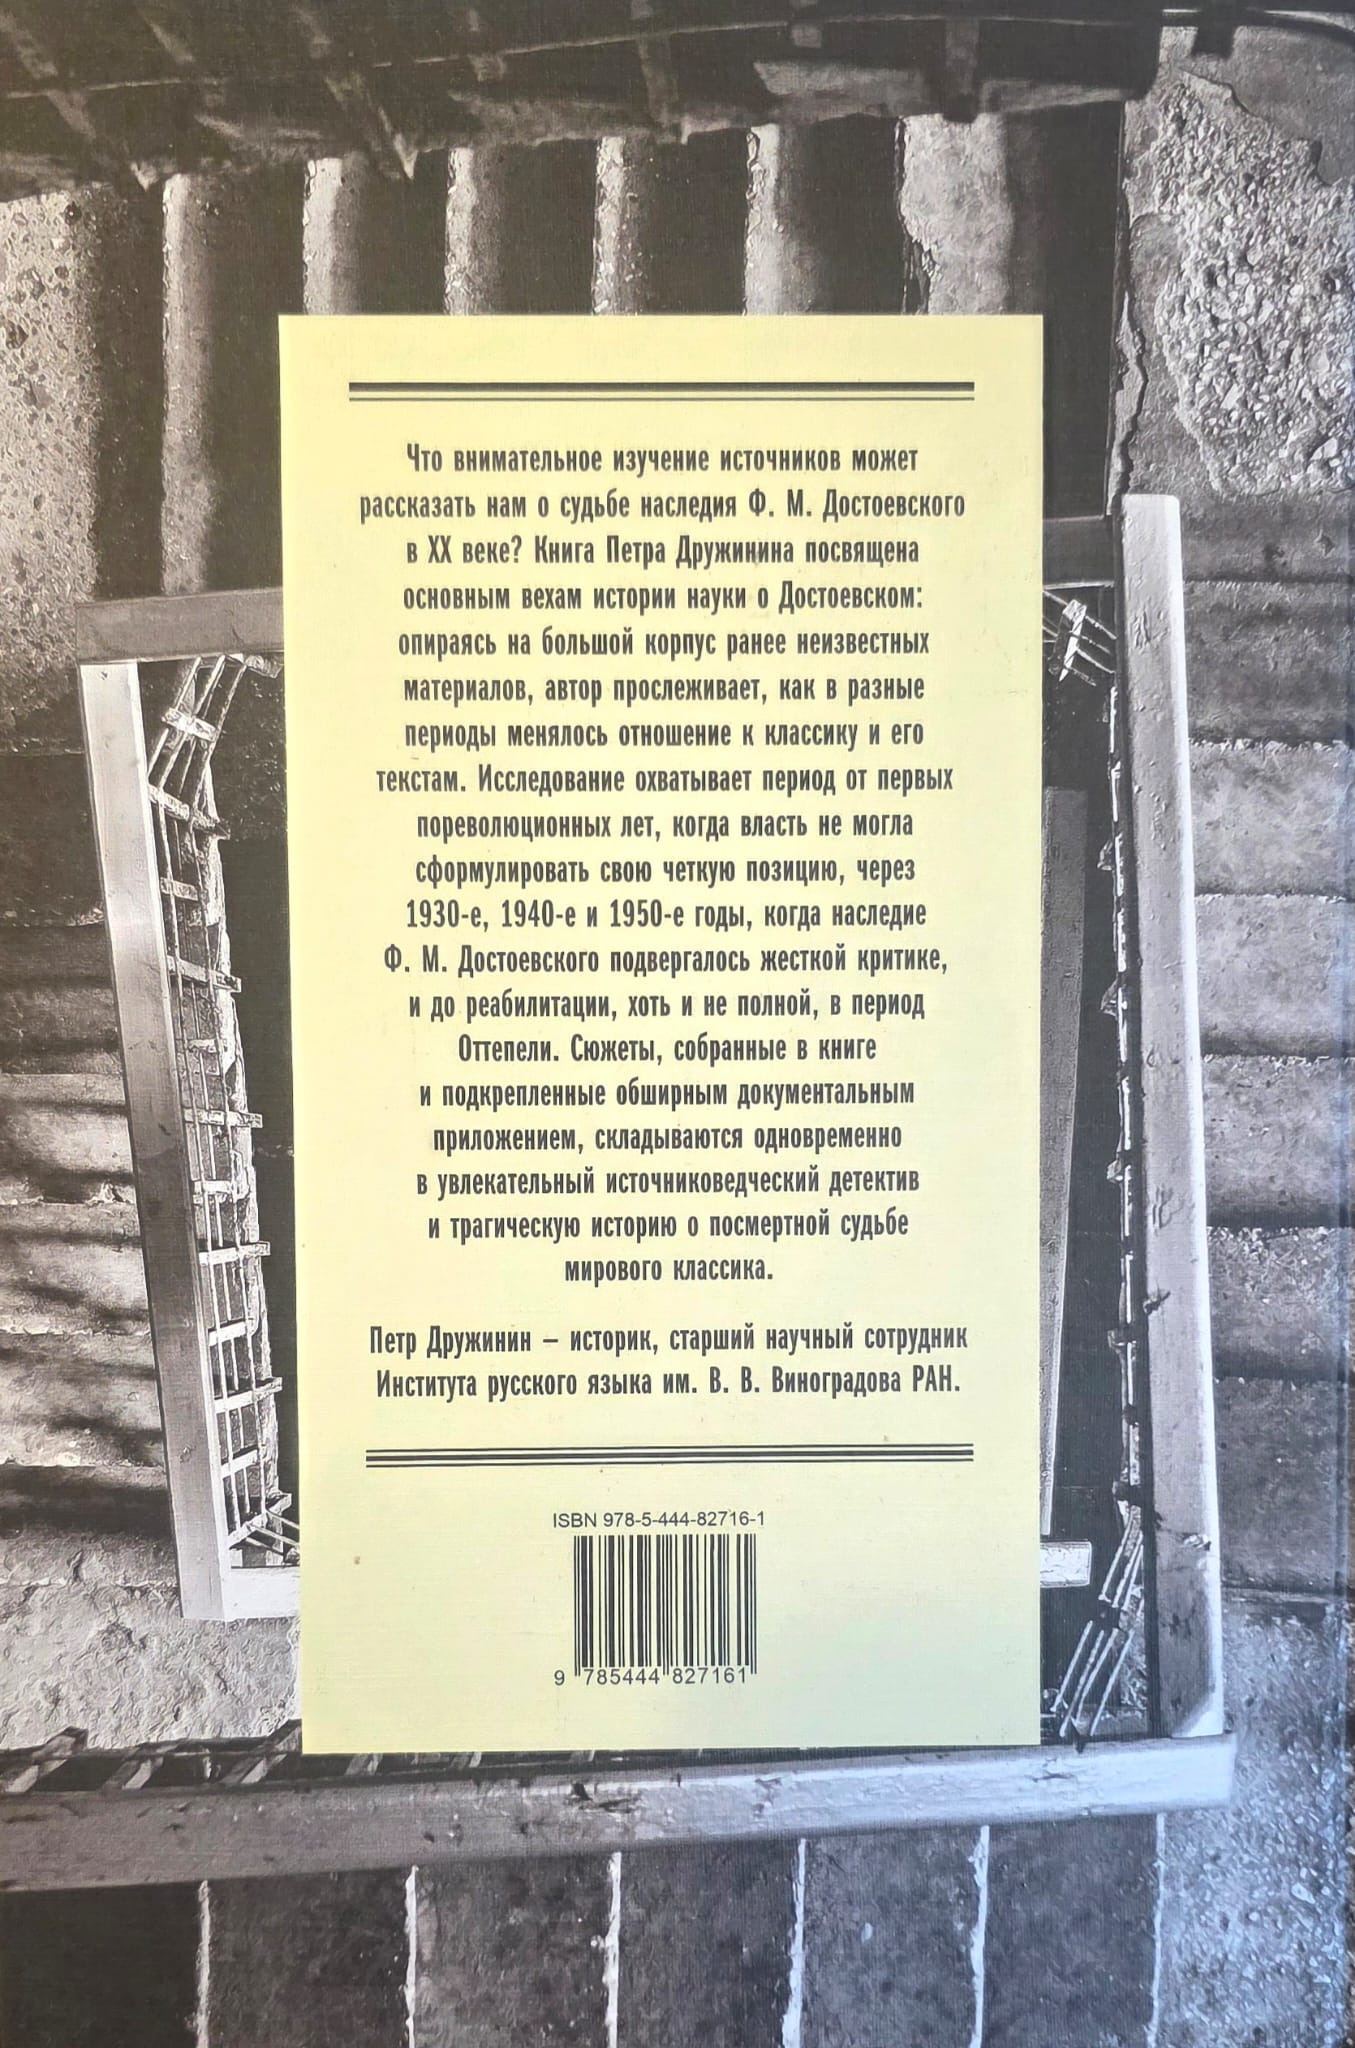 Что внимательное изучение источников может
рассказать нам о судьбе наследия Ф. М. Достоевского
в XX веке? Книга Петра Дружинина посвящена
основным вехам истории науки о Достоевском:
опираясь на большой корпус ранее неизвестных
материалов, автор прослеживает, как в разные
периоды менялось отношение к классику и его
текстам. Исследование охватывает период от первых
пореволюционных лет, когда власть не могла
сформулировать свою четкую позицию, через
1930-е, 1940-е и 1950-е годы, когда наследие
Ф. М. Достоевского подвергалось жесткой критике,
и до реабилитации, хоть и не полной, в период
Оттепели. Сюжеты, собранные в книге
и подкрепленные обширным документальным
приложением, складываются одновременно
в увлекательный источниковедческий детектив
и трагическую историю о посмертной судьбе
мирового классика.
Петр Дружинин – историк, старший научный сотрудник
Института русского языка им. В. В. Виноградова РАН.
ISBN 978-5-444-82716-1
9 785444 827161